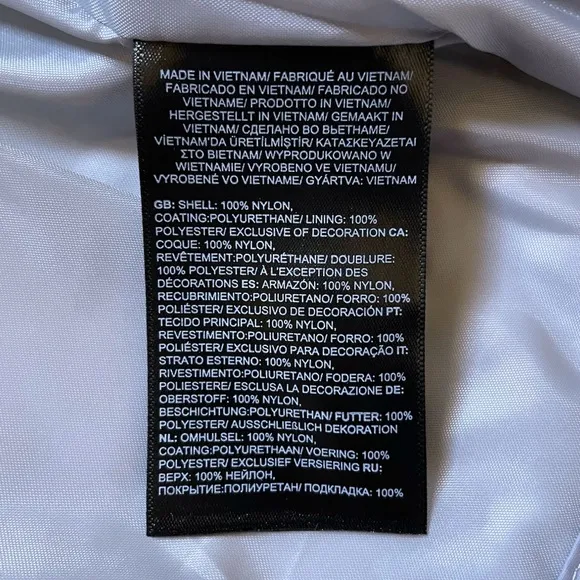 MADE IN VIETNAM/ FABRIQUÉ AU VIETNAM/
FABRICADO EN VIETNAM/ FABRICADO NO
VIETNAME/ PRODOTTO IN VIETNAM/
HERGESTELLT IN VIETNAM/ GEMAAKT IN
VIETNAM/ СДЕЛАНО ВО ВЬЕТНАМЕ/
VİETNAM'DA ÜRETİLMİŞTİR/ ΚΑΤΑΣΚΕΥΑΖΕΤΑΙ
ΣΤΟ ΒΙΕΤΝΑΜ/ WYPRODUKOWANO W
WIETNAMIE/ VYROBENO VE VIETNAMU/
VYROBENÉ VO VIETNAME/ GYÁRTVA: VIETNAM
GB: SHELL: 100% NYLON,
COATING:POLYURETHANE/ LINING: 100%
POLYESTER/ EXCLUSIVE OF DECORATION CA:
COQUE: 100% NYLON,
REVÊTEMENT:POLYURÉTHANE/ DOUBLURE:
100% POLYESTER/ À L'EXCEPTION DES
DÉCORATIONS ES: ARMAZÓN: 100% NYLON,
RECUBRIMIENTO:POLIURETANO/ FORRO: 100%
POLIÉSTER/ EXCLUSIVO DE DECORACIÓN PT:
TECIDO PRINCIPAL: 100% NYLON,
REVESTIMENTO:POLIURETANO/ FORRO: 100%
POLIÉSTER/ EXCLUSIVO PARA DECORAÇÃO IT:
STRATO ESTERNO: 100% NYLON,
RIVESTIMENTO:POLIURETANO/ FODERA: 100%
POLIESTERE/ ESCLUSA LA DECORAZIONE DE:
OBERSTOFF: 100% NYLON,
BESCHICHTUNG:POLYURETHAN/ FUTTER: 100%
POLYESTER/ AUSSCHLIEßLICH DEKORATION
NL: OMHULSEL: 100% NYLON,
COATING:POLYURETHAAN/ VOERING: 100%
POLYESTER/ EXCLUSIEF VERSIERING RU:
ВЕРХ: 100% НЕЙЛОН,
ПОКРЫТИЕ:ПОЛИУРЕТАН/ ПОДКЛАДКА: 100%